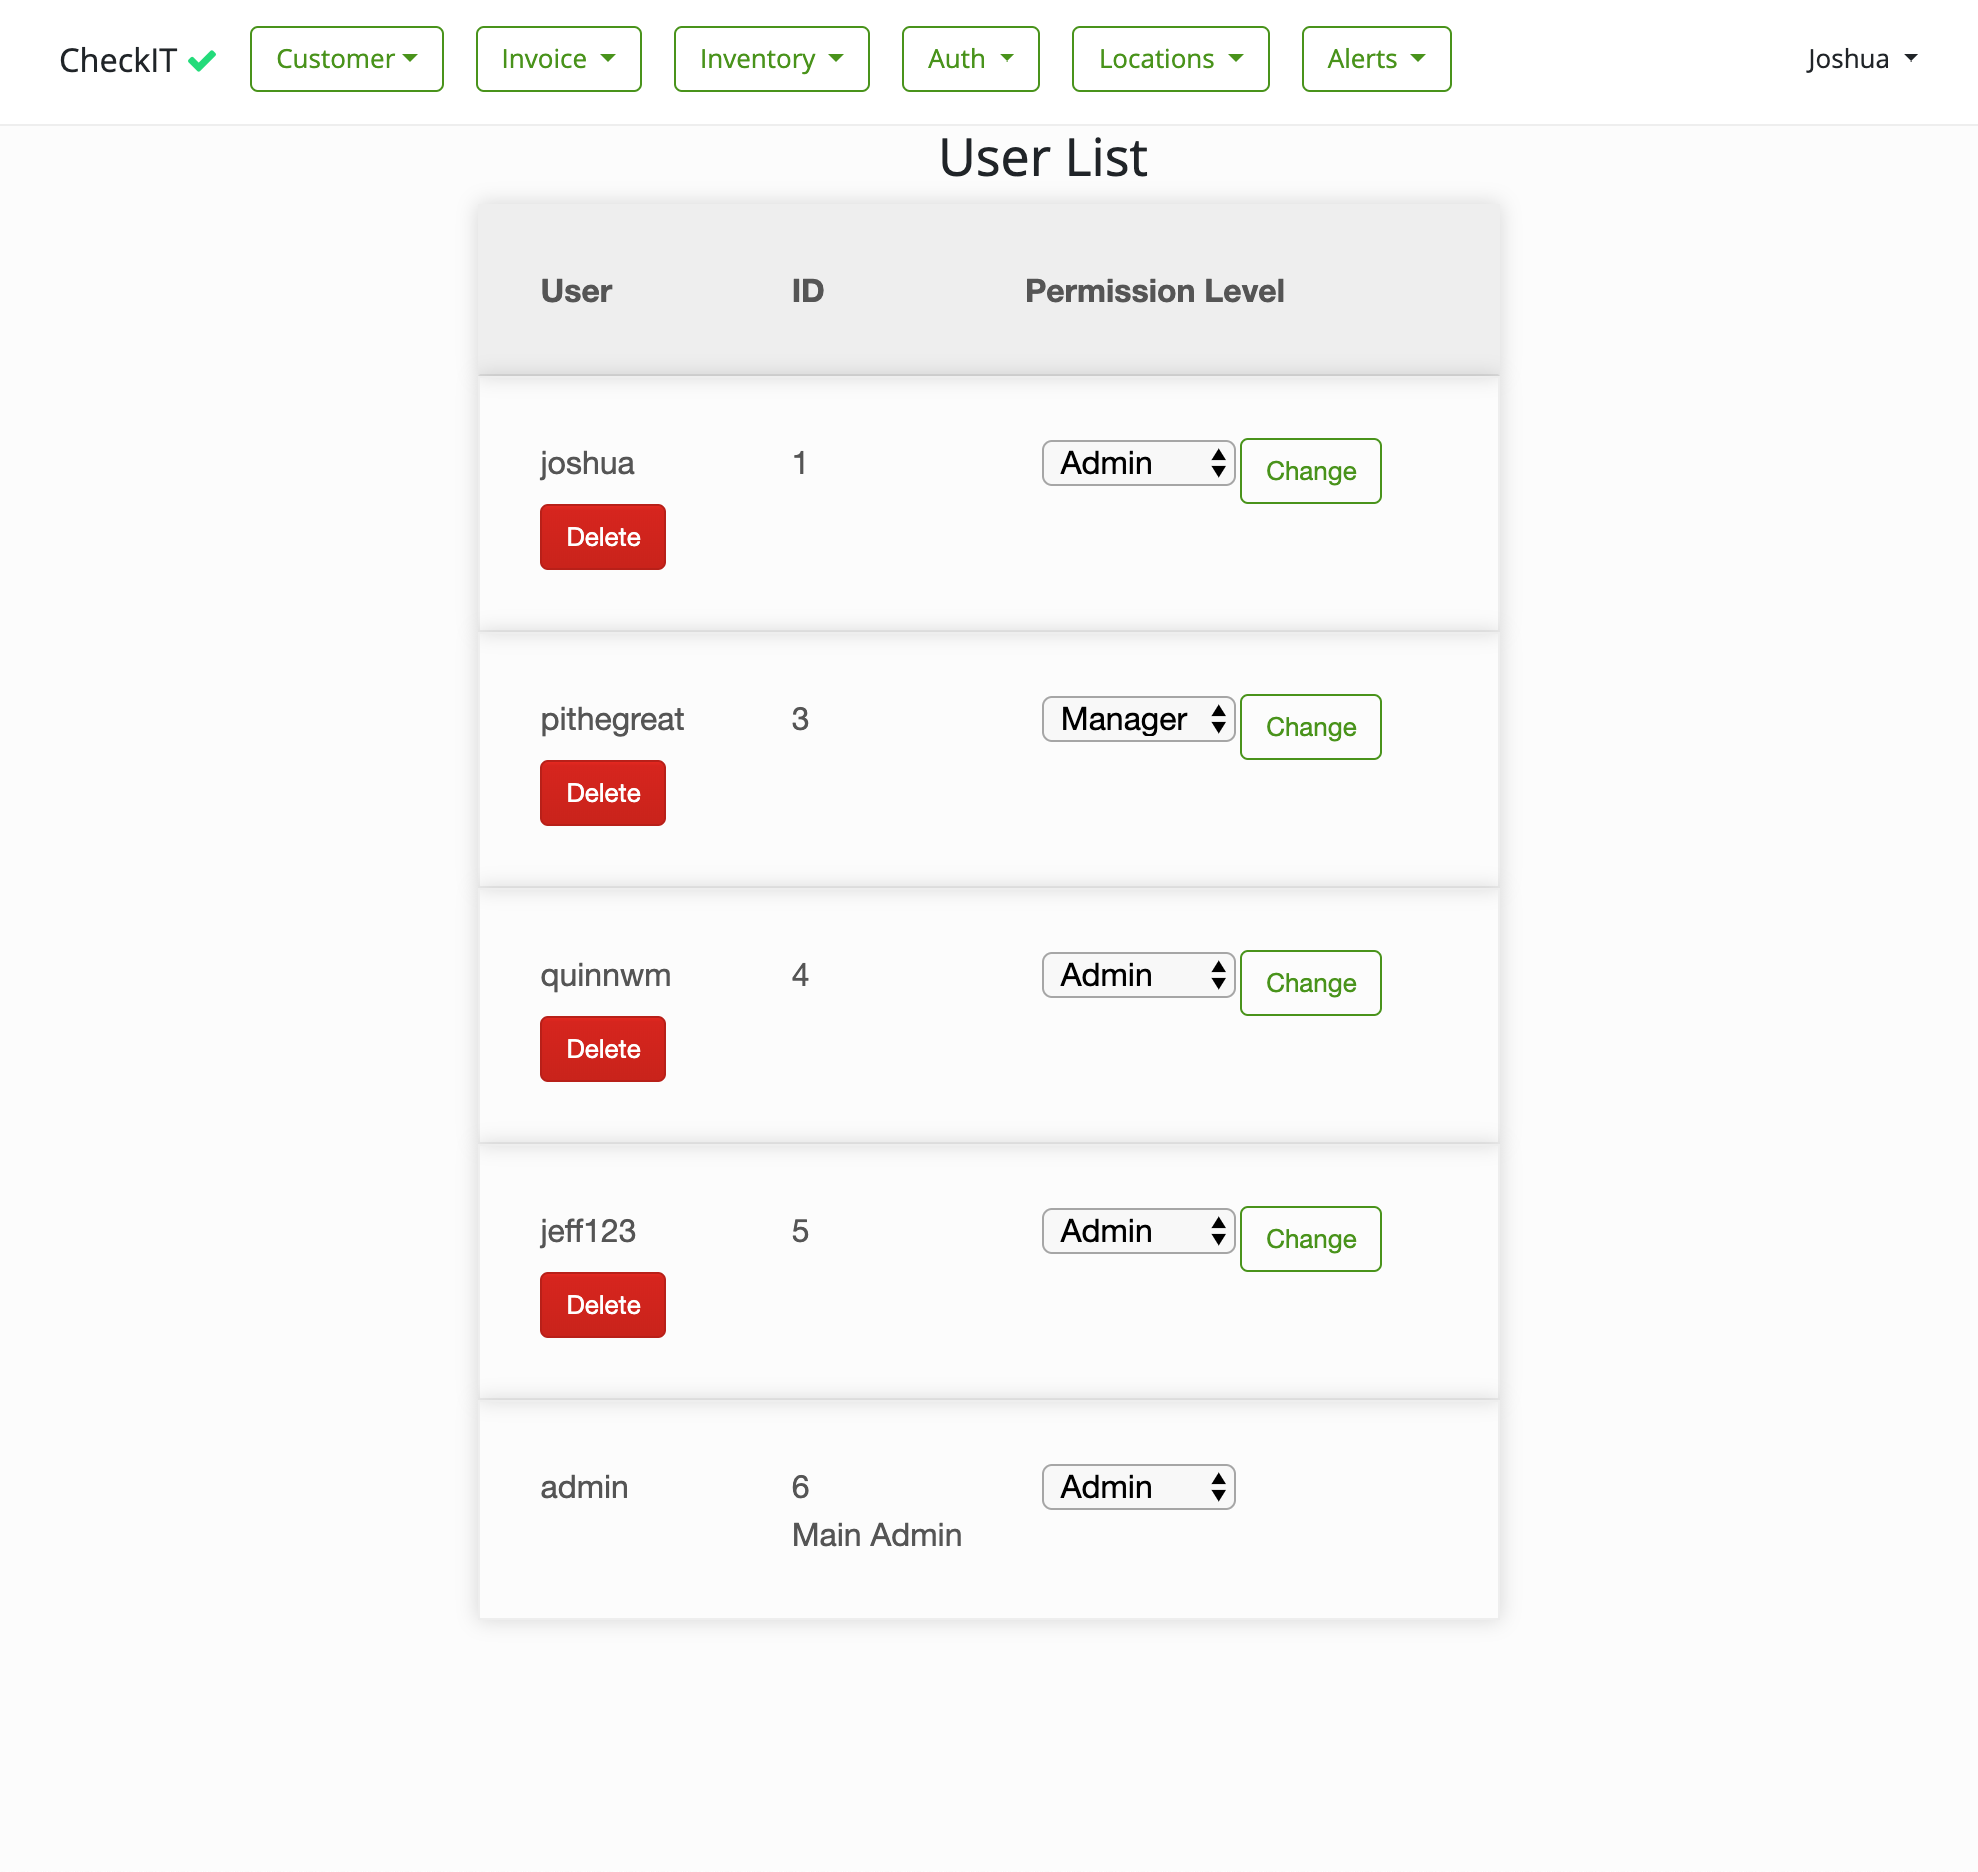 CheckIT Customer Invoice Inventory Auth Locations Alerts Joshua
User List
User ID Permission Level
joshua 1 Admin Change
Delete
pithegreat 3 Manager Change
Delete
quinnwm 4 Admin Change
Delete
jeff123 5 Admin Change
Delete
admin 6 Admin
Main Admin